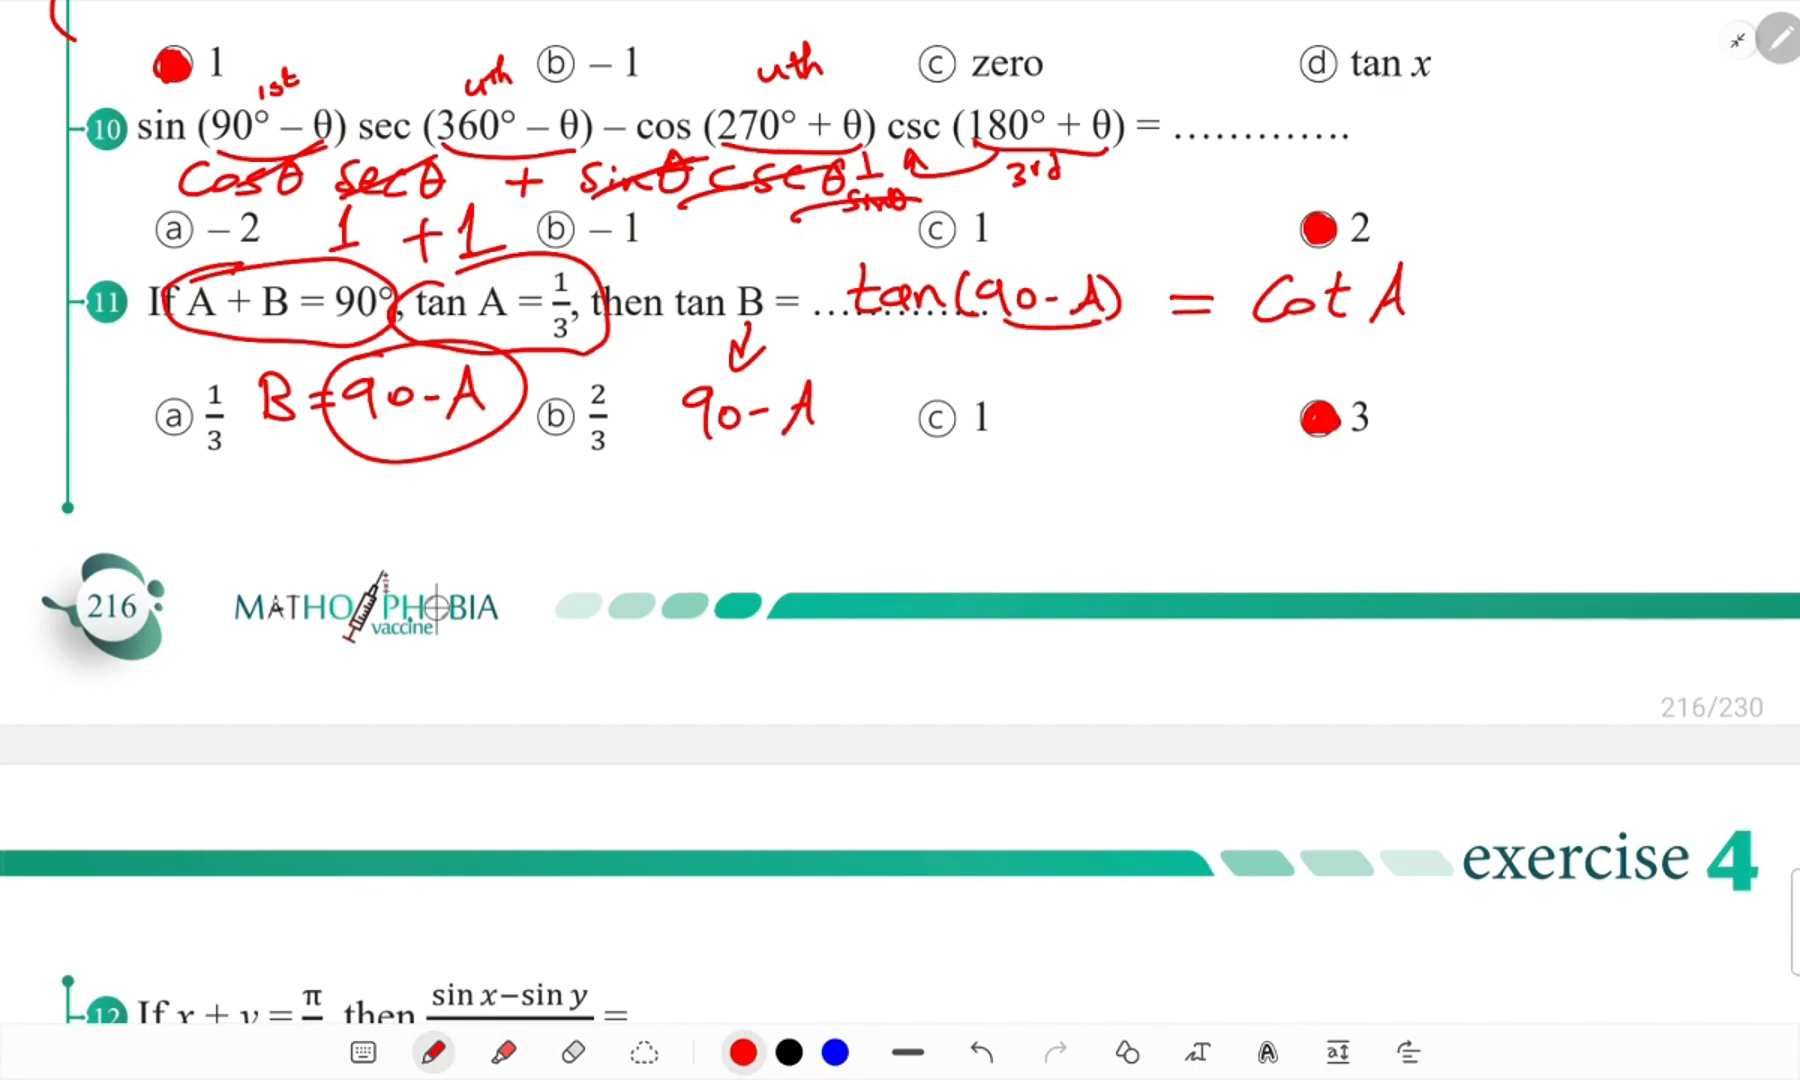 ⓐ 1 ⓑ – 1 ⓒ zero ⓓ tan x
1st 4th 4th
10 sin (90° – θ) sec (360° – θ) – cos (270° + θ) csc (180° + θ) = .............
cosθ secθ + sinθ cscθ 1 3rd
sinθ
ⓐ – 2 1 + 1 ⓑ – 1 ⓒ 1 ⓓ 2
11 If A + B = 90°, tan A = 1/3, then tan B = ............. tan(90-A) = Cot A
ⓐ 1/3 B = 90-A ⓑ 2/3 90-A ⓒ 1 ⓓ 3
216 MATHOPHOBIA
vaccine
216/230
exercise 4
12 If x + y = π then sin x–sin y =